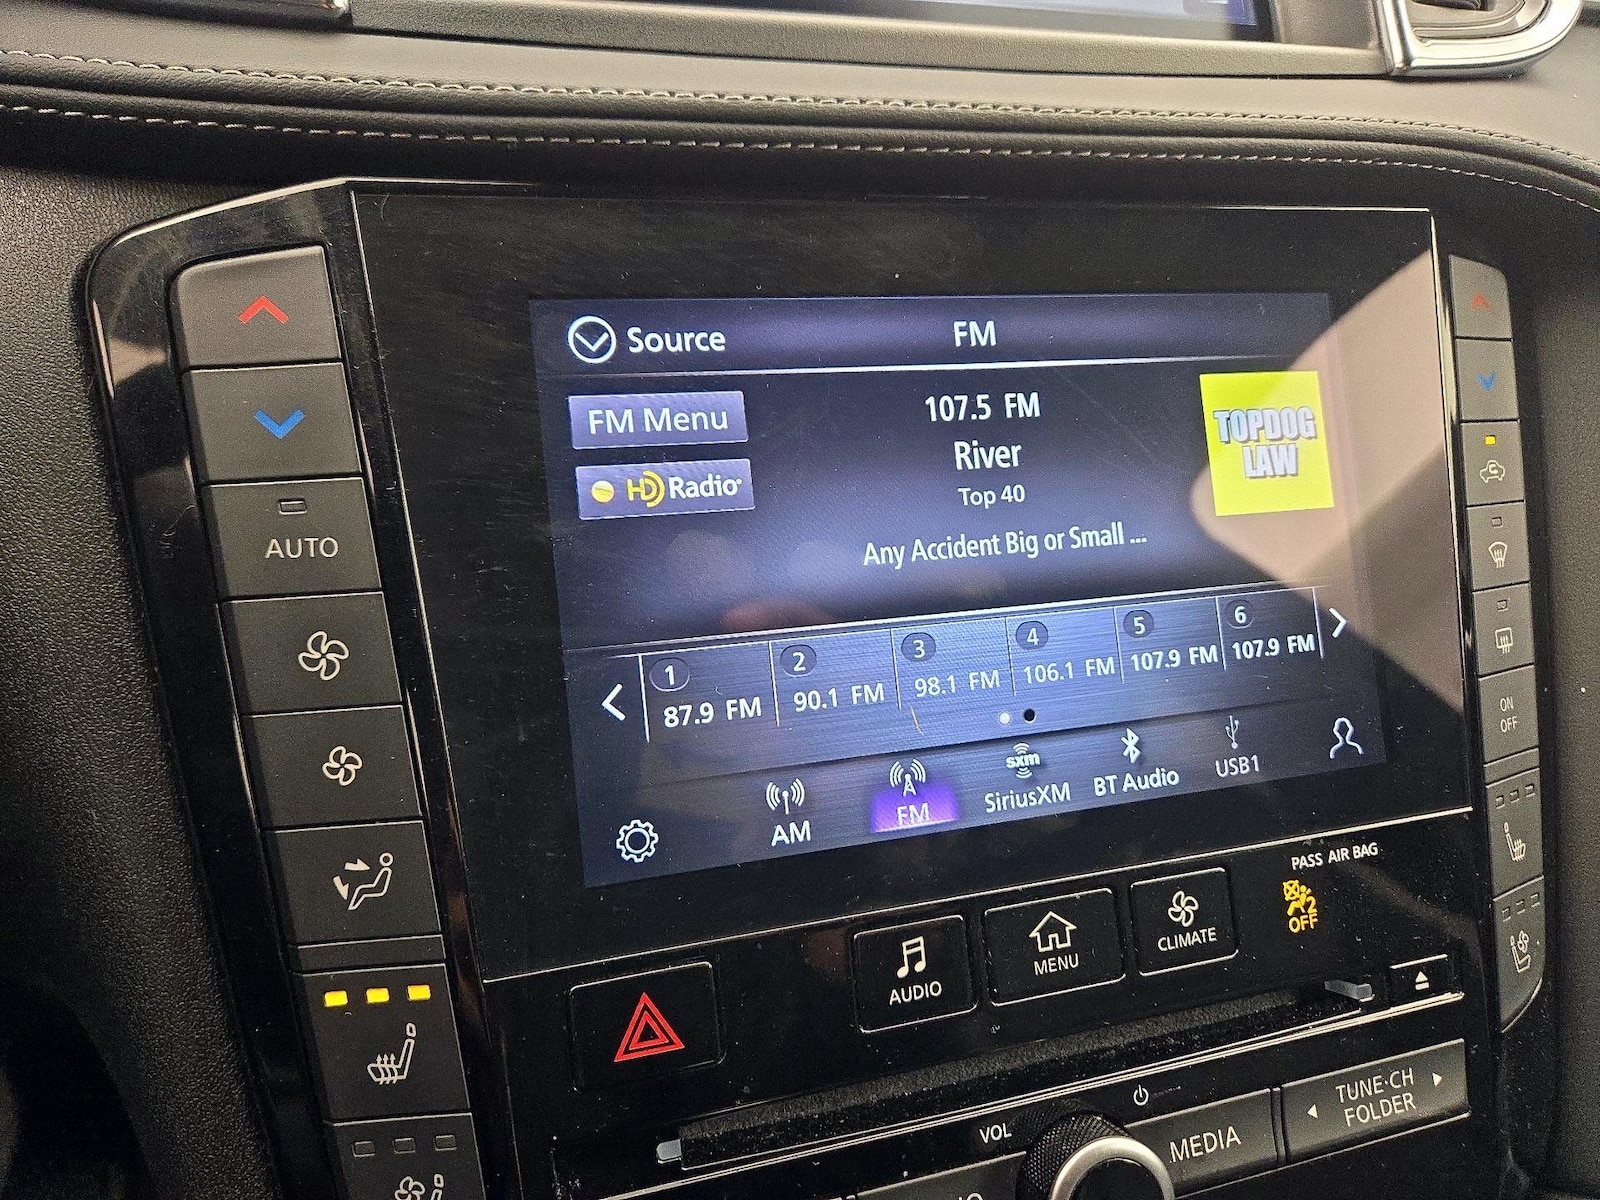 Source
FM
FM Menu
107.5 FM
River
Top 40
TOPDOG
LAW
HD Radio
Any Accident Big or Small ...
1
87.9 FM
2
90.1 FM
3
98.1 FM
4
106.1 FM
5
107.9 FM
6
107.9 FM
AM
FM
sxm
SiriusXM
BT Audio
USB1
AUTO
ON
OFF
PASS AIR BAG
2
OFF
AUDIO
MENU
CLIMATE
VOL
MEDIA
TUNE·CH
FOLDER